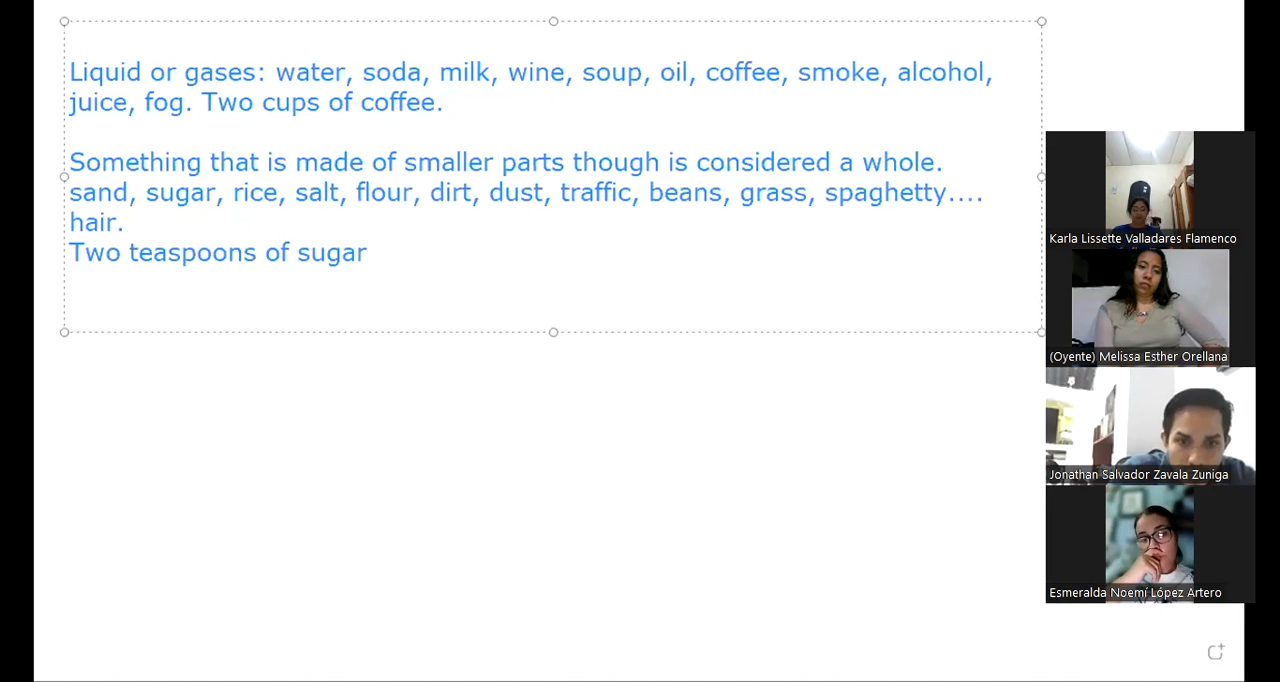 Liquid or gases: water, soda, milk, wine, soup, oil, coffee, smoke, alcohol,
juice, fog. Two cups of coffee.
Something that is made of smaller parts though is considered a whole.
sand, sugar, rice, salt, flour, dirt, dust, traffic, beans, grass, spaghetty....
hair.
Two teaspoons of sugar
Karla Lissette Valladares Flamenco
(Oyente) Melissa Esther Orellana
Jonathan Salvador Zavala Zuniga
Esmeralda Noemí López Artero